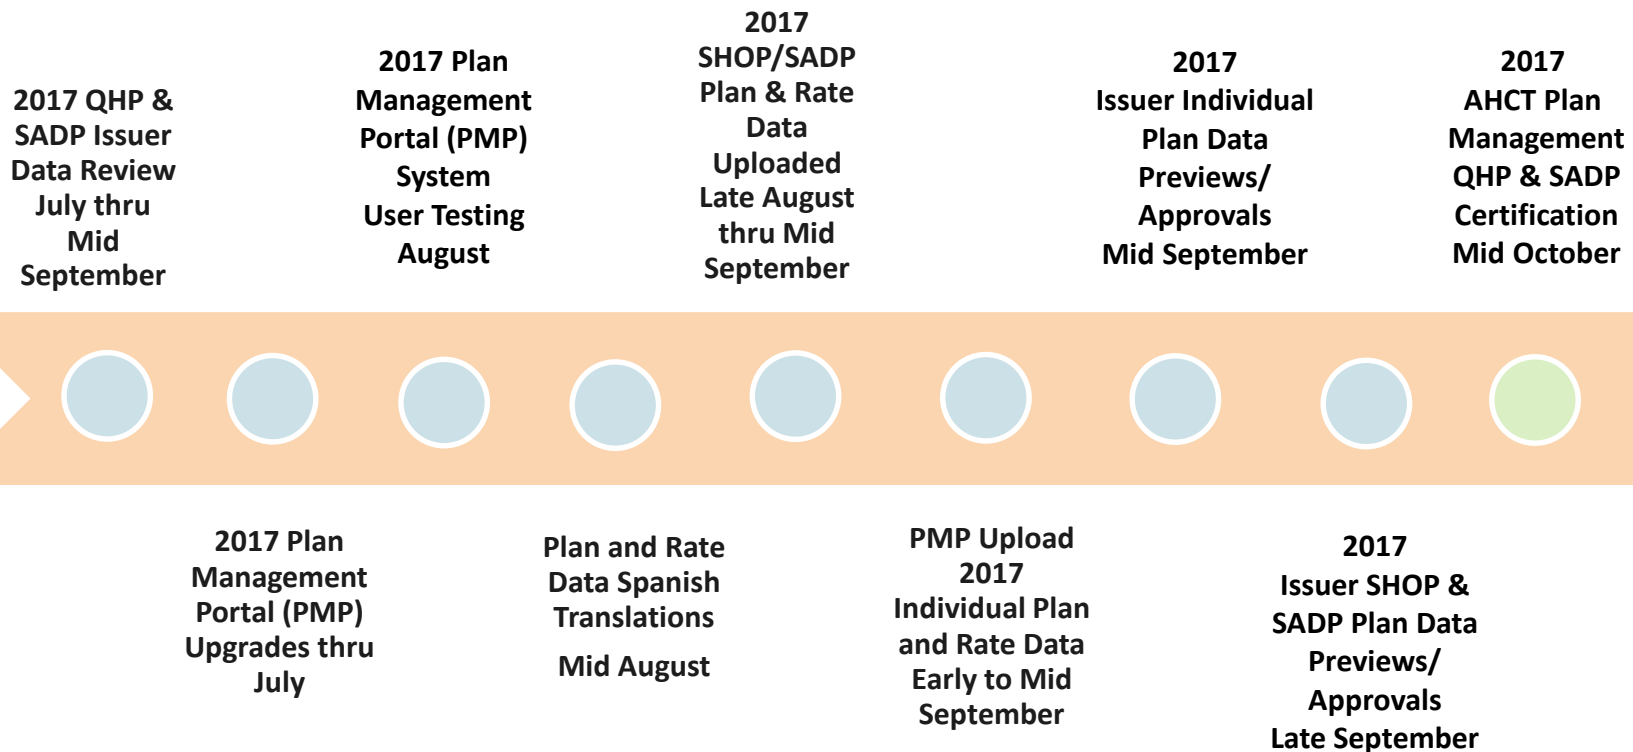 2017 QHP &
SADP Issuer
Data Review
July thru
Mid
September
2017 Plan
Management
Portal (PMP)
System
User Testing
August
2017
SHOP/SADP
Plan & Rate
Data
Uploaded
Late August
thru Mid
September
2017
Issuer Individual
Plan Data
Previews/
Approvals
Mid September
2017
AHCT Plan
Management
QHP & SADP
Certification
Mid October
2017 Plan
Management
Portal (PMP)
Upgrades thru
July
Plan and Rate
Data Spanish
Translations
Mid August
PMP Upload
2017
Individual Plan
and Rate Data
Early to Mid
September
2017
Issuer SHOP &
SADP Plan Data
Previews/
Approvals
Late September